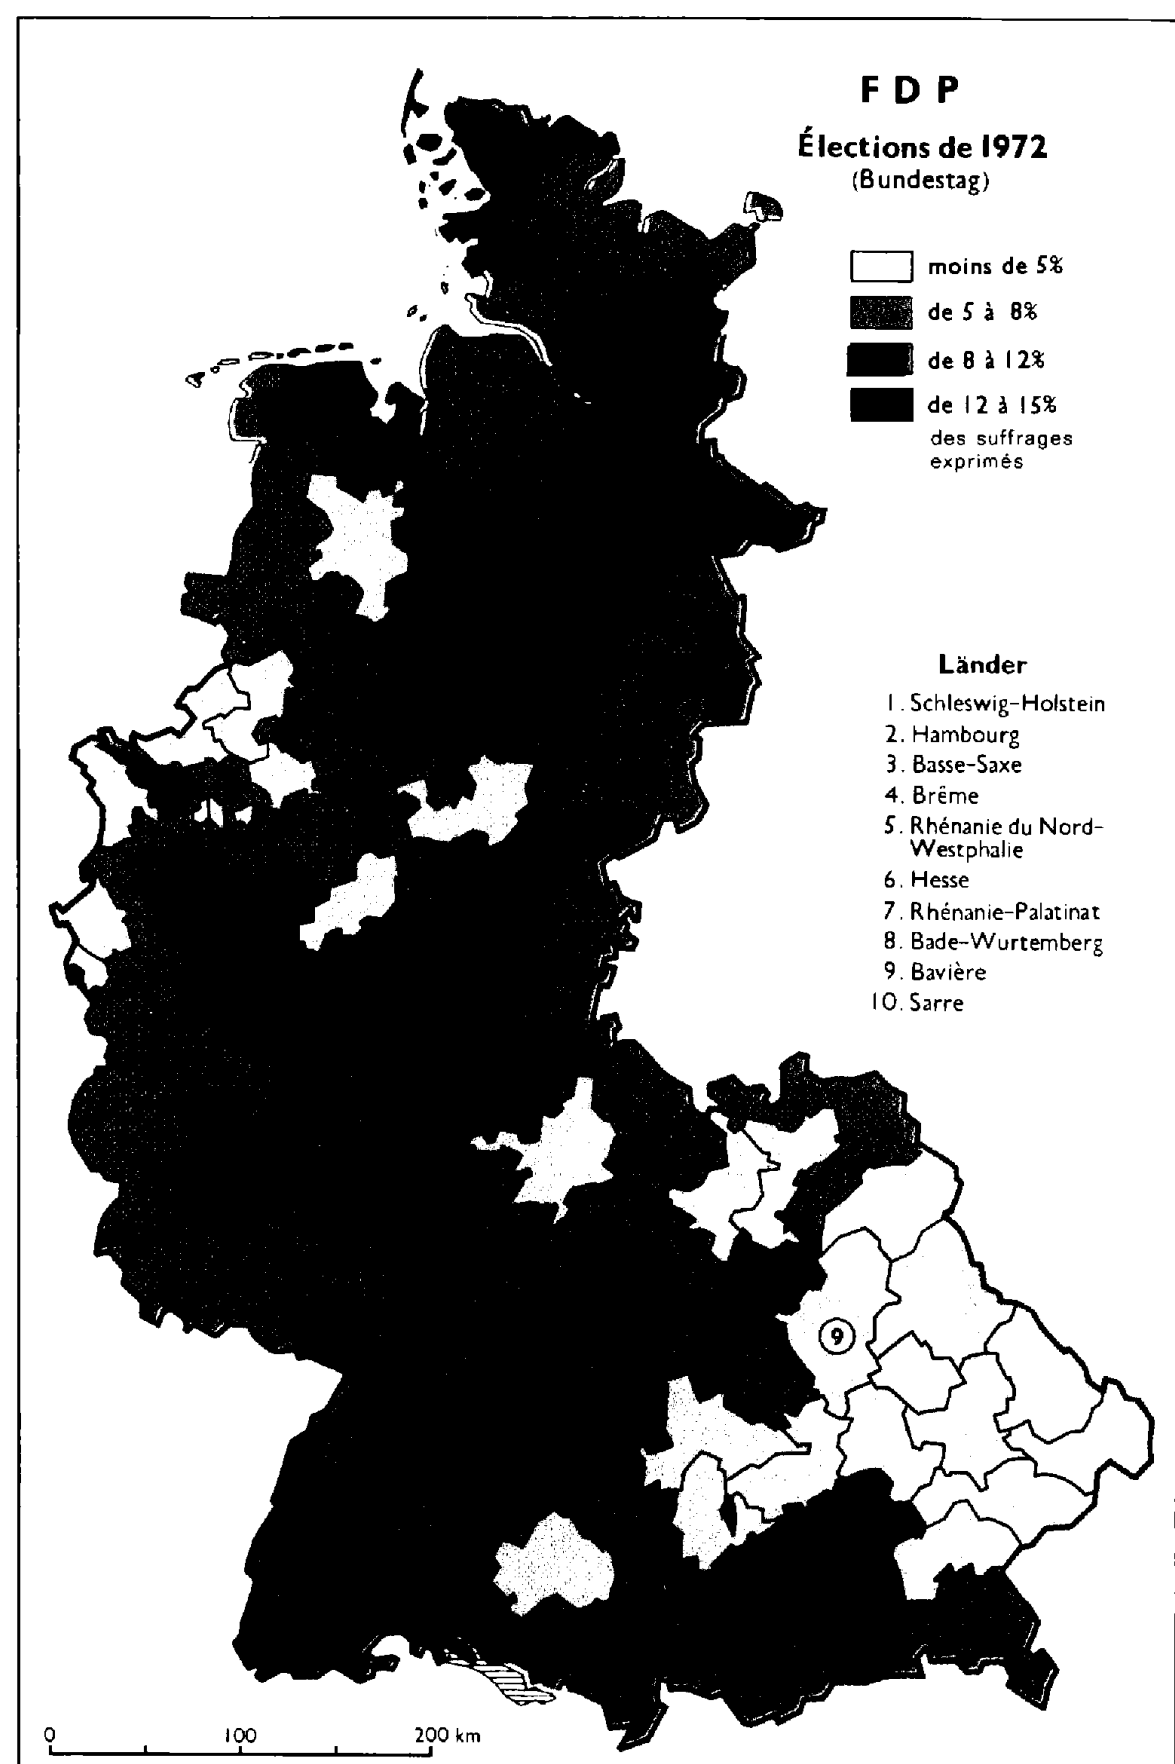 FDP
Élections de 1972
(Bundestag)
moins de 5%
de 5 à 8%
de 8 à 12%
de 12 à 15%
des suffrages
exprimés
Länder
1. Schleswig-Holstein
2. Hambourg
3. Basse-Saxe
4. Brême
5. Rhénanie du Nord-
Westphalie
6. Hesse
7. Rhénanie-Palatinat
8. Bade-Wurtemberg
9. Bavière
10. Sarre
9
0 100 200 km